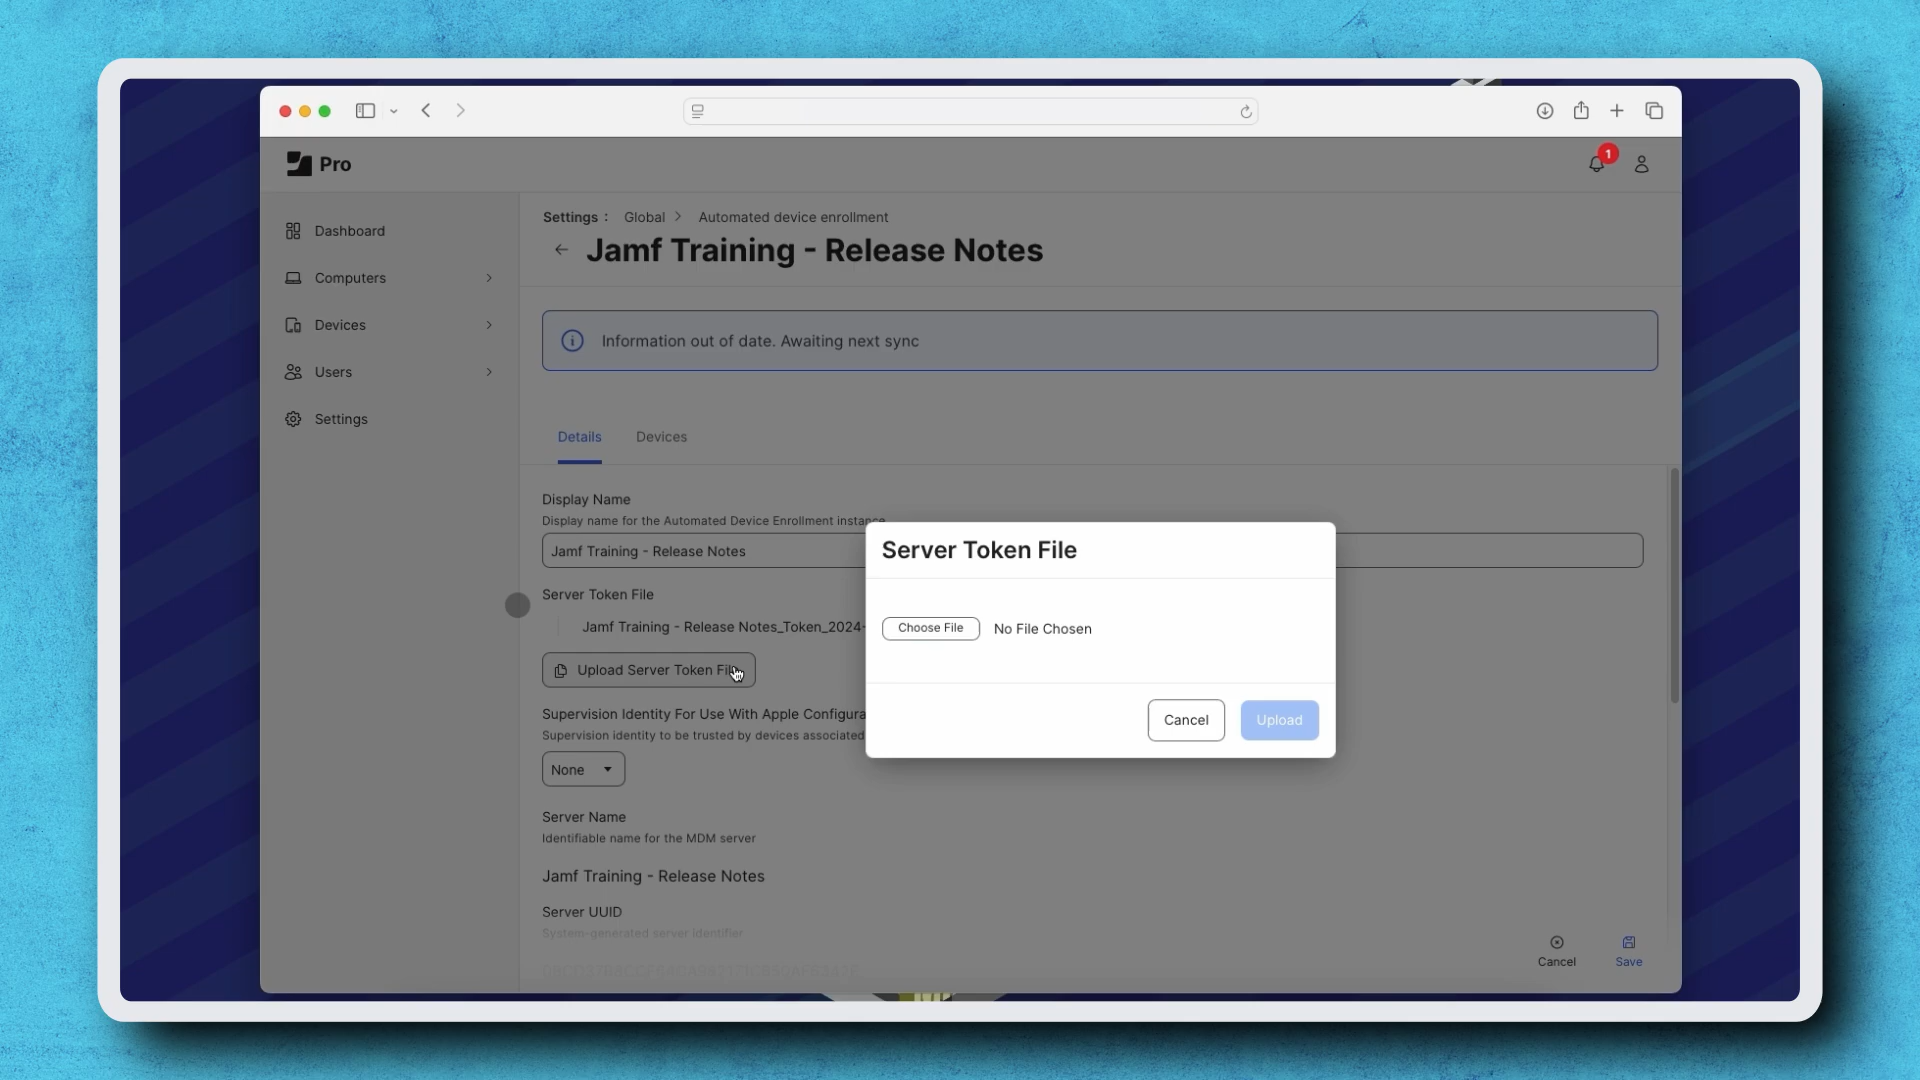 Pro
1
Dashboard
Computers
Devices
Users
Settings
Settings : Global > Automated device enrollment
← Jamf Training - Release Notes
Information out of date. Awaiting next sync
Details Devices
Display Name
Display name for the Automated Device Enrollment instance
Jamf Training - Release Notes
Server Token File
Jamf Training - Release Notes_Token_2024-
Upload Server Token Fil
Supervision Identity For Use With Apple Configura
Supervision identity to be trusted by devices associated
None
Server Name
Identifiable name for the MDM server
Jamf Training - Release Notes
Server UUID
System-generated server identifier
Cancel Save
Server Token File
Choose File No File Chosen
Cancel Upload